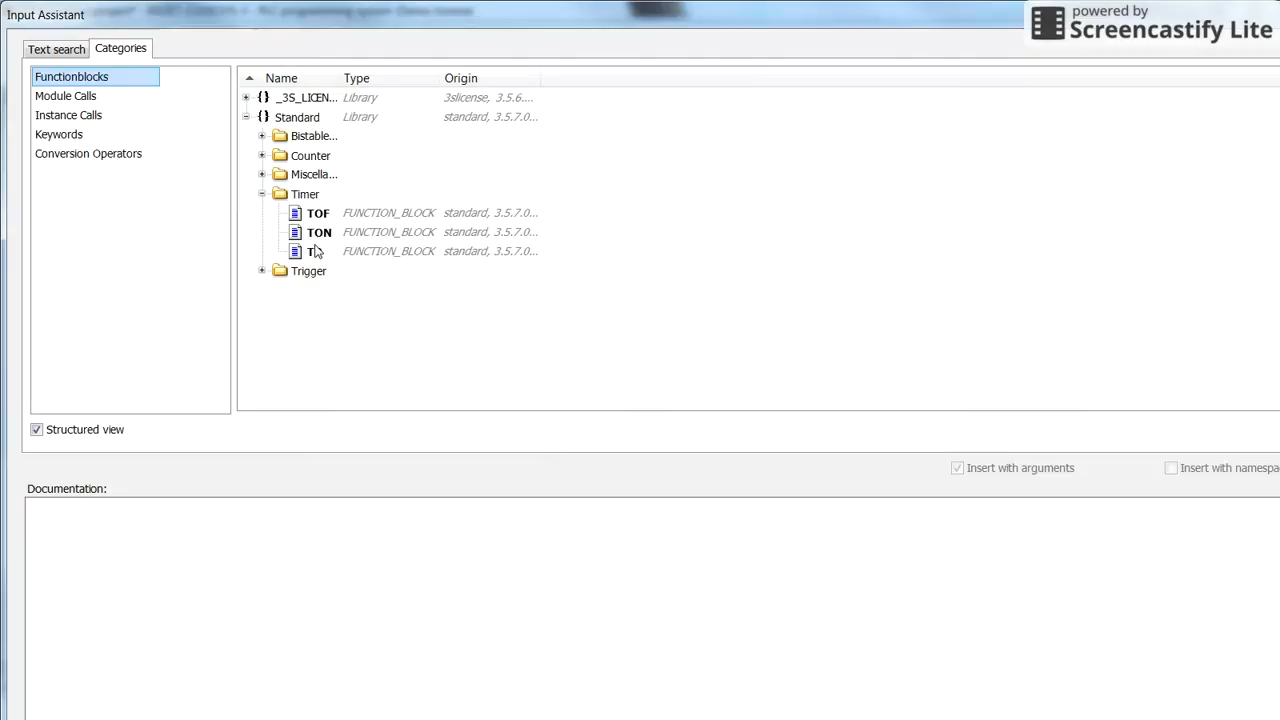 Input Assistant
powered by
Screencastify Lite
Text search Categories
Functionblocks
Module Calls
Instance Calls
Keywords
Conversion Operators
Name Type Origin
_3S_LICEN... Library 3slicense, 3.5.6....
Standard Library standard, 3.5.7.0...
Bistable...
Counter
Miscella...
Timer
TOF FUNCTION_BLOCK standard, 3.5.7.0...
TON FUNCTION_BLOCK standard, 3.5.7.0...
FUNCTION_BLOCK standard, 3.5.7.0...
Trigger
Structured view
Insert with arguments Insert with namespa
Documentation: